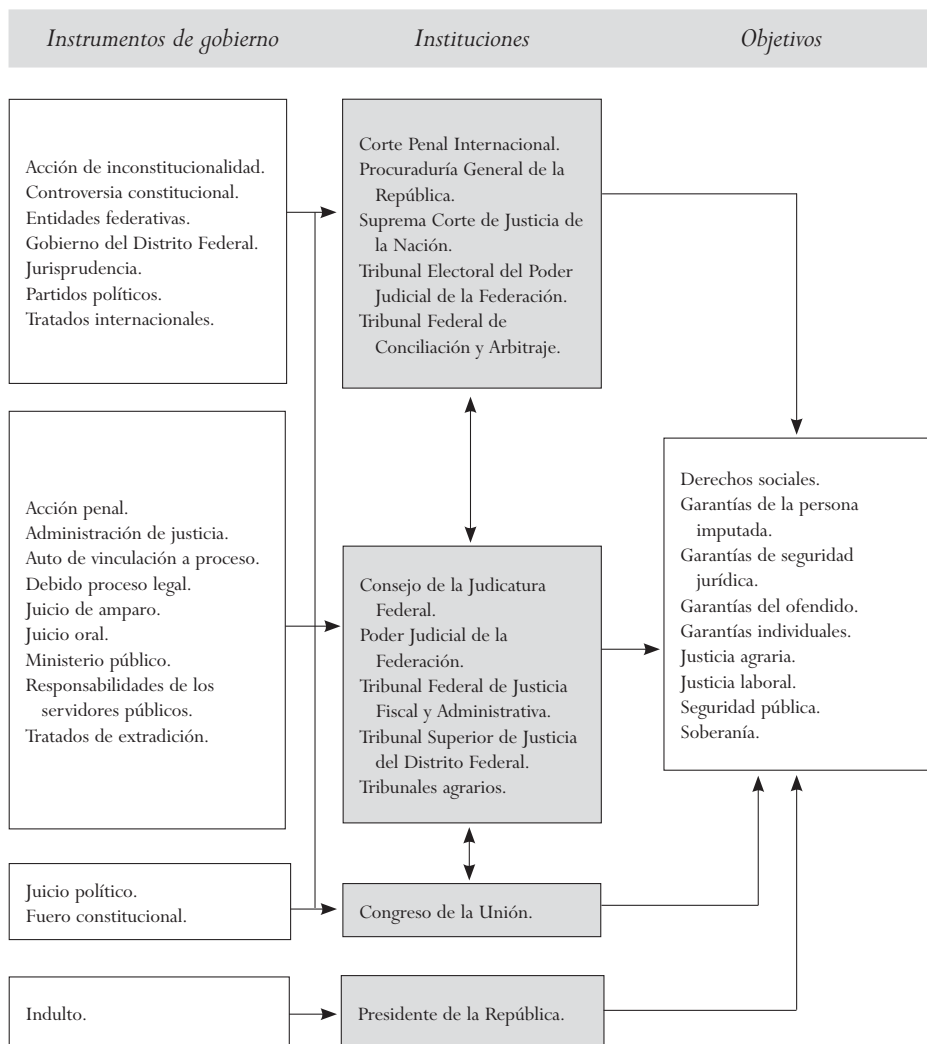 Instrumentos de gobierno
Instituciones
Objetivos
Acción de inconstitucionalidad.
Controversia constitucional.
Entidades federativas.
Gobierno del Distrito Federal.
Jurisprudencia.
Partidos políticos.
Tratados internacionales.
Corte Penal Internacional.
Procuraduría General de la
República.
Suprema Corte de Justicia de
la Nación.
Tribunal Electoral del Poder
Judicial de la Federación.
Tribunal Federal de
Conciliación y Arbitraje.
Acción penal.
Administración de justicia.
Auto de vinculación a proceso.
Debido proceso legal.
Juicio de amparo.
Juicio oral.
Ministerio público.
Responsabilidades de los
servidores públicos.
Tratados de extradición.
Consejo de la Judicatura
Federal.
Poder Judicial de la
Federación.
Tribunal Federal de Justicia
Fiscal y Administrativa.
Tribunal Superior de Justicia
del Distrito Federal.
Tribunales agrarios.
Derechos sociales.
Garantías de la persona
imputada.
Garantías de seguridad
jurídica.
Garantías del ofendido.
Garantías individuales.
Justicia agraria.
Justicia laboral.
Seguridad pública.
Soberanía.
Juicio político.
Fuero constitucional.
Congreso de la Unión.
Indulto.
Presidente de la República.